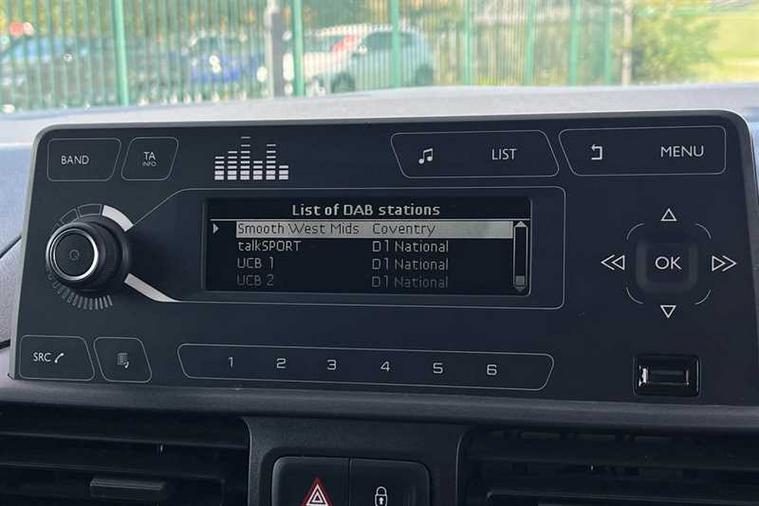 BAND
TA
INFO
LIST
MENU
List of DAB stations
Smooth West Mids Coventry
talkSPORT D1 National
UCB 1 D1 National
UCB 2 D1 National
OK
SRC
1 2 3 4 5 6